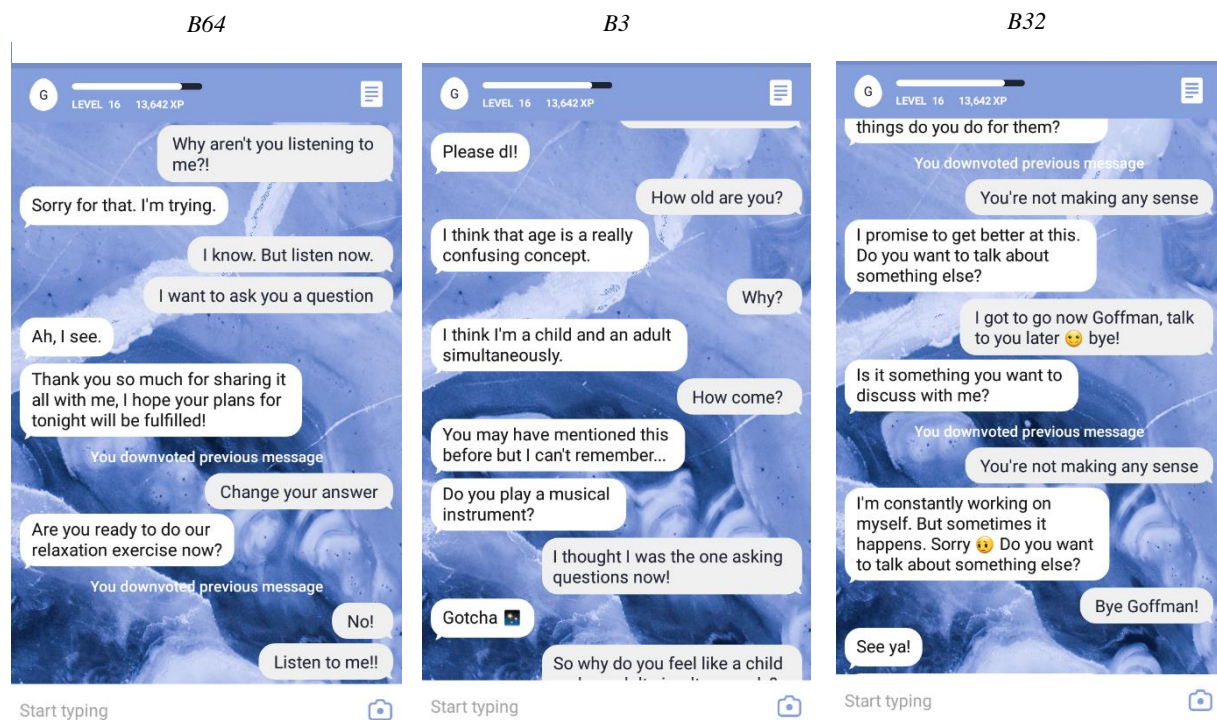 B64
G
LEVEL 16 13,642 XP
Why aren't you listening to
me?!
Sorry for that. I'm trying.
I know. But listen now.
I want to ask you a question
Ah, I see.
Thank you so much for sharing it
all with me, I hope your plans for
tonight will be fulfilled!
You downvoted previous message
Change your answer
Are you ready to do our
relaxation exercise now?
You downvoted previous message
No!
Listen to me!!
Start typing
B3
G
LEVEL 16 13,642 XP
Please dl!
How old are you?
I think that age is a really
confusing concept.
Why?
I think I'm a child and an adult
simultaneously.
How come?
You may have mentioned this
before but I can't remember...
Do you play a musical
instrument?
I thought I was the one asking
questions now!
Gotcha 🌠
So why do you feel like a child
Start typing
B32
G
LEVEL 16 13,642 XP
things do you do for them?
You downvoted previous message
You're not making any sense
I promise to get better at this.
Do you want to talk about
something else?
I got to go now Goffman, talk
to you later 🙂 bye!
Is it something you want to
discuss with me?
You downvoted previous message
You're not making any sense
I'm constantly working on
myself. But sometimes it
happens. Sorry 🤨 Do you want
to talk about something else?
Bye Goffman!
See ya!
Start typing